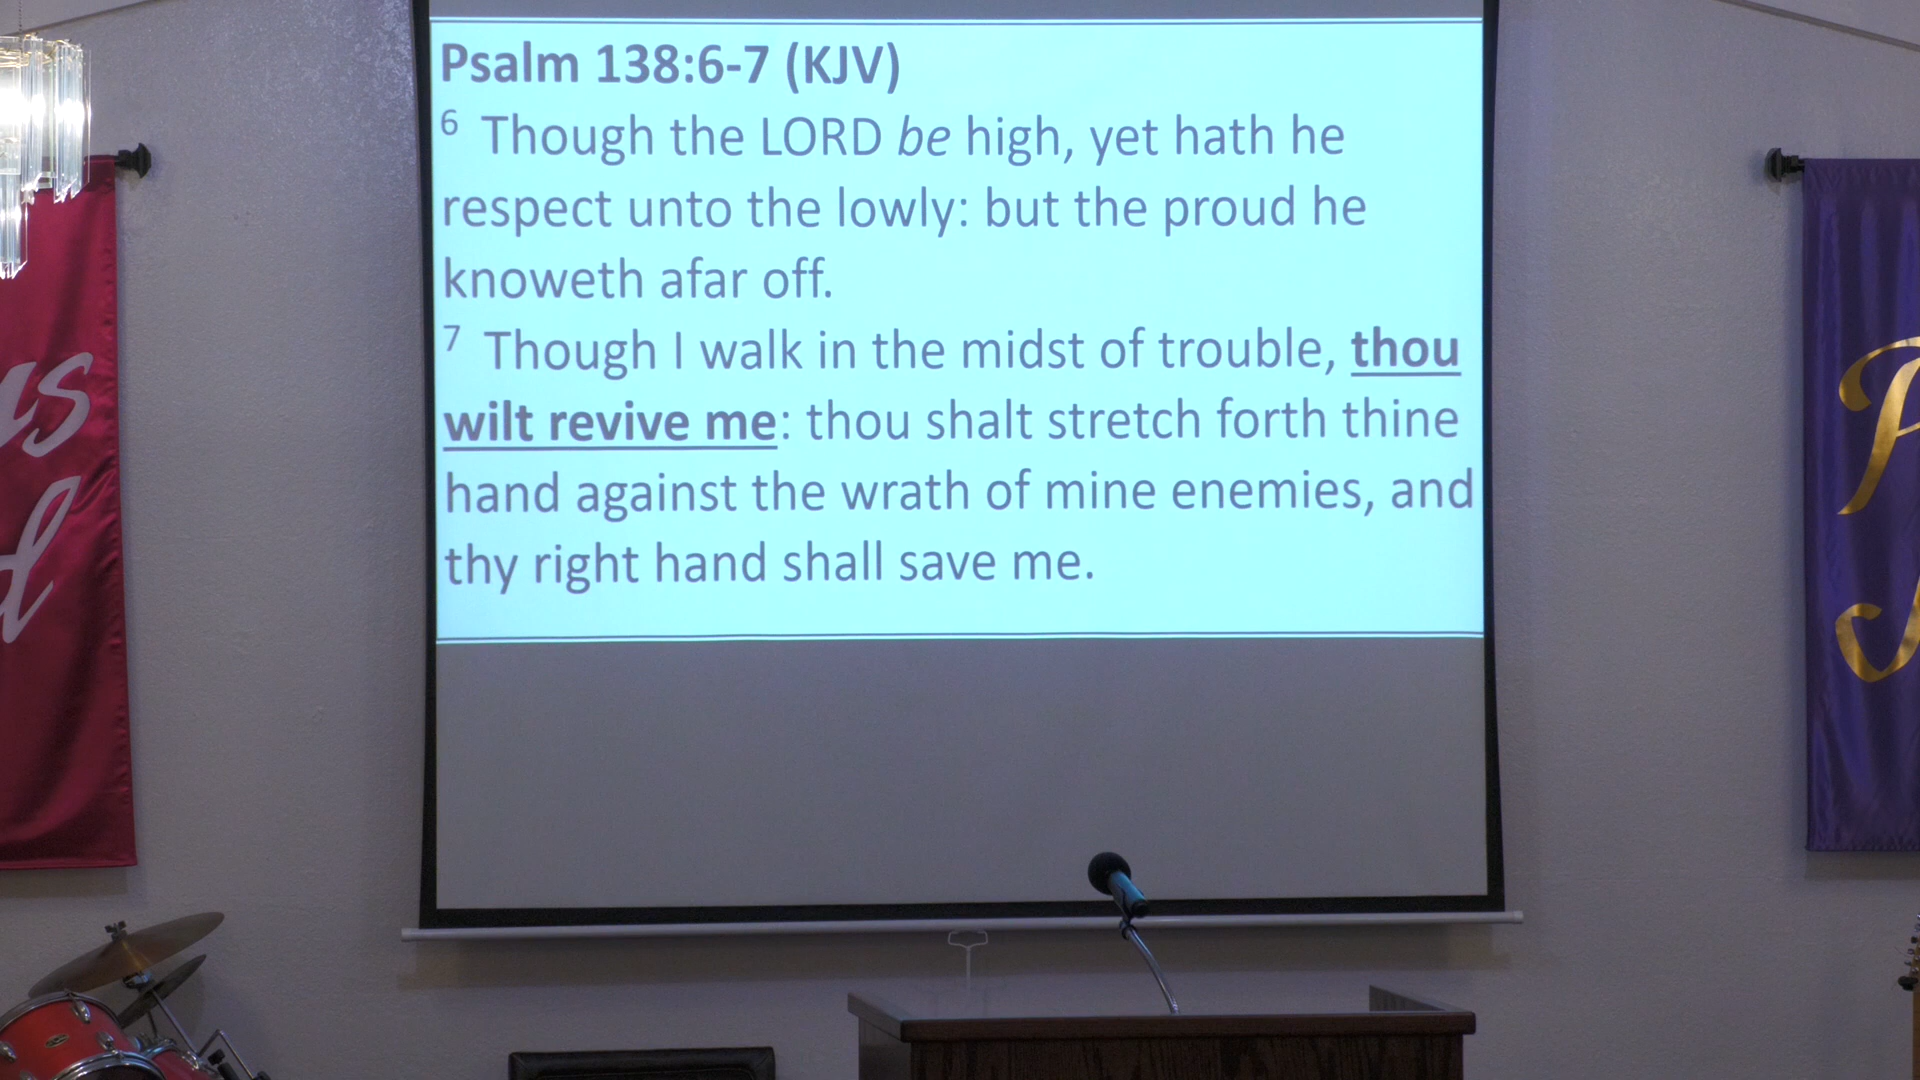 Psalm 138:6-7 (KJV)
6 Though the LORD be high, yet hath he
respect unto the lowly: but the proud he
knoweth afar off.
7 Though I walk in the midst of trouble, thou
wilt revive me: thou shalt stretch forth thine
hand against the wrath of mine enemies, and
thy right hand shall save me.
us
d